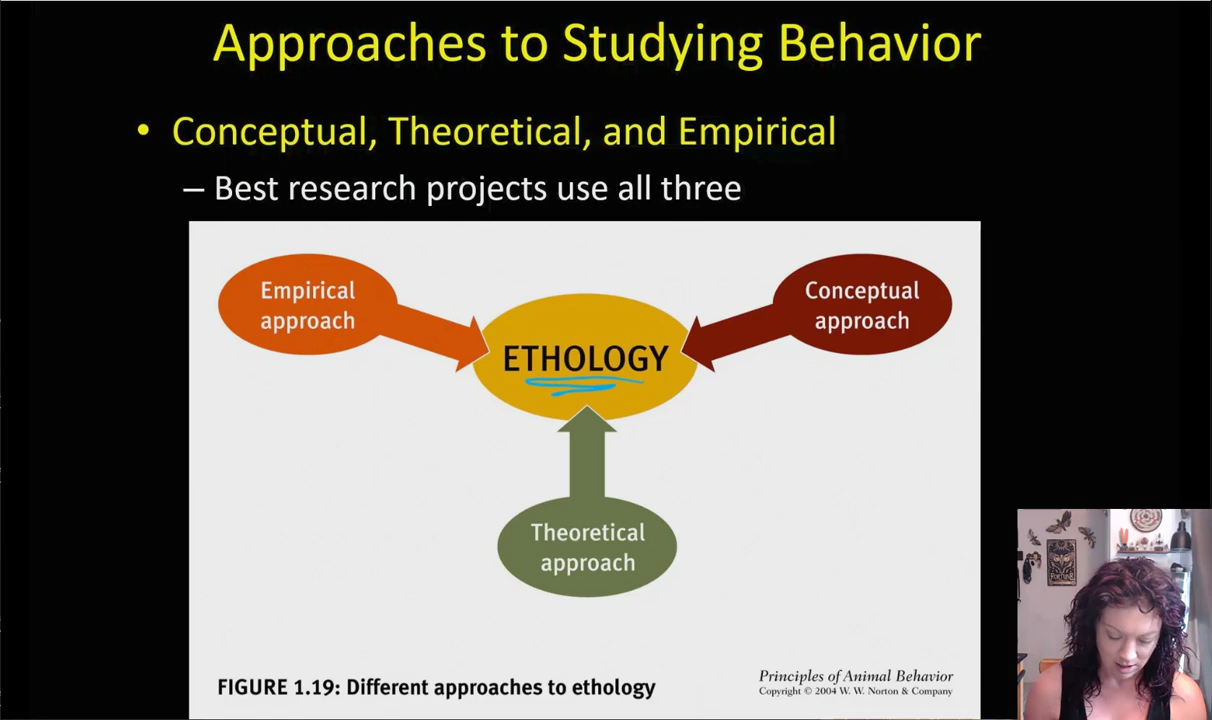 Approaches to Studying Behavior
• Conceptual, Theoretical, and Empirical
– Best research projects use all three
Empirical
approach
Conceptual
approach
ETHOLOGY
Theoretical
approach
FIGURE 1.19: Different approaches to ethology
Principles of Animal Behavior
Copyright © 2004 W. W. Norton & Company
FORTUNE